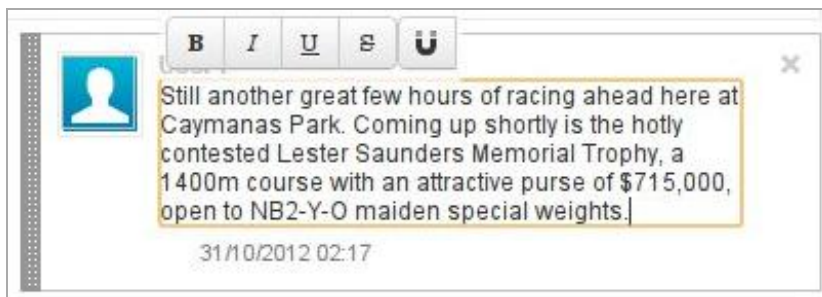 B I U S
Still another great few hours of racing ahead here at
Caymanas Park. Coming up shortly is the hotly
contested Lester Saunders Memorial Trophy, a
1400m course with an attractive purse of $715,000,
open to NB2-Y-O maiden special weights.
31/10/2012 02:17